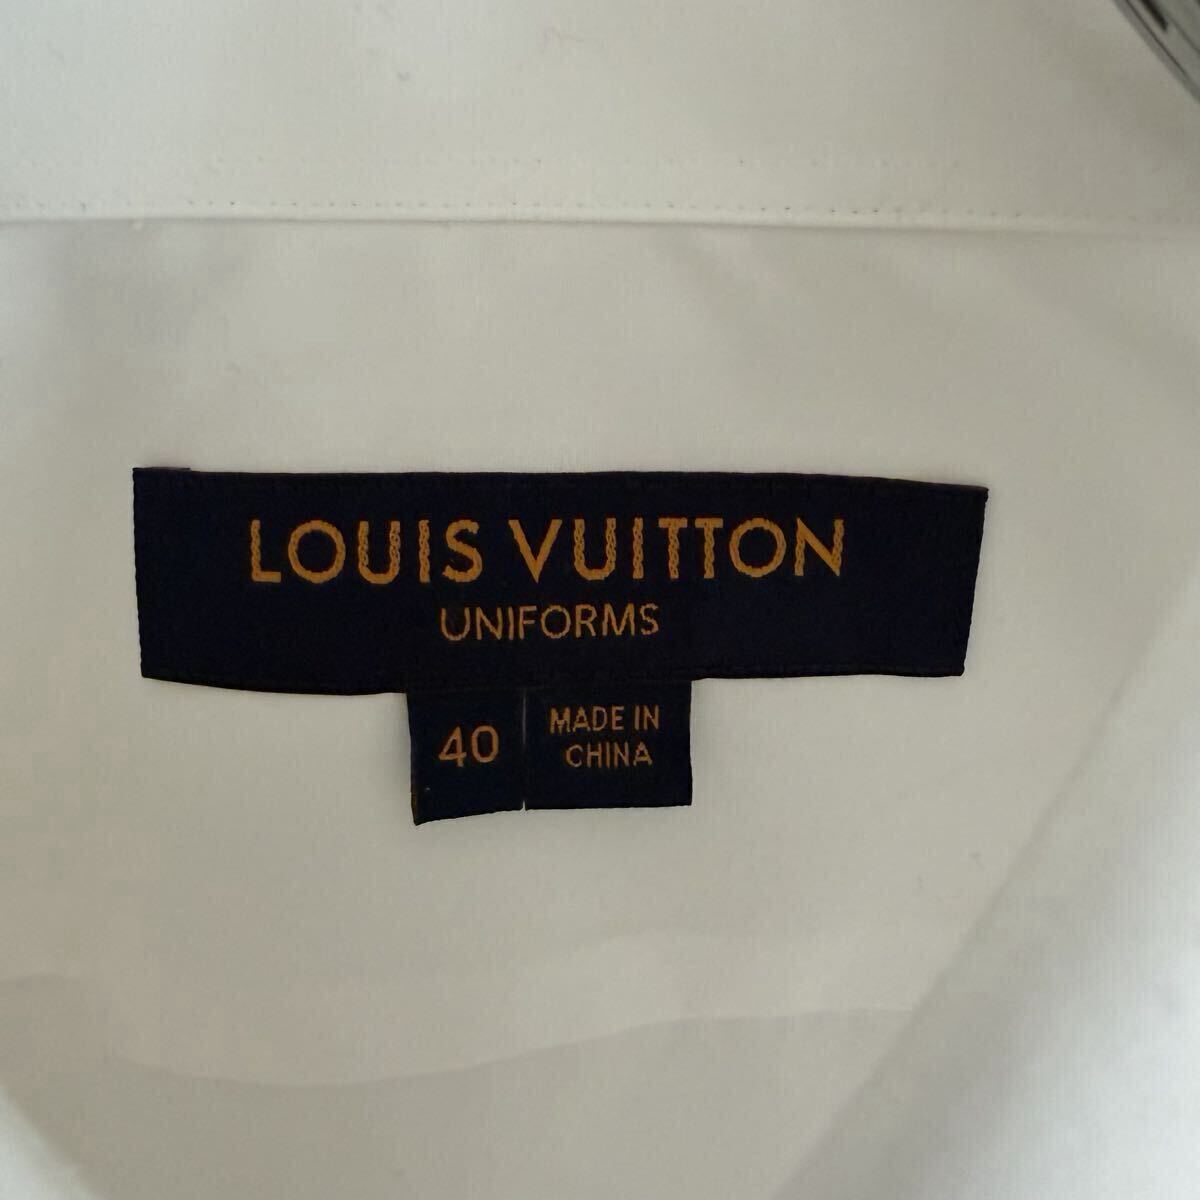 LOUIS VUITTON
UNIFORMS
40
MADE IN
CHINA